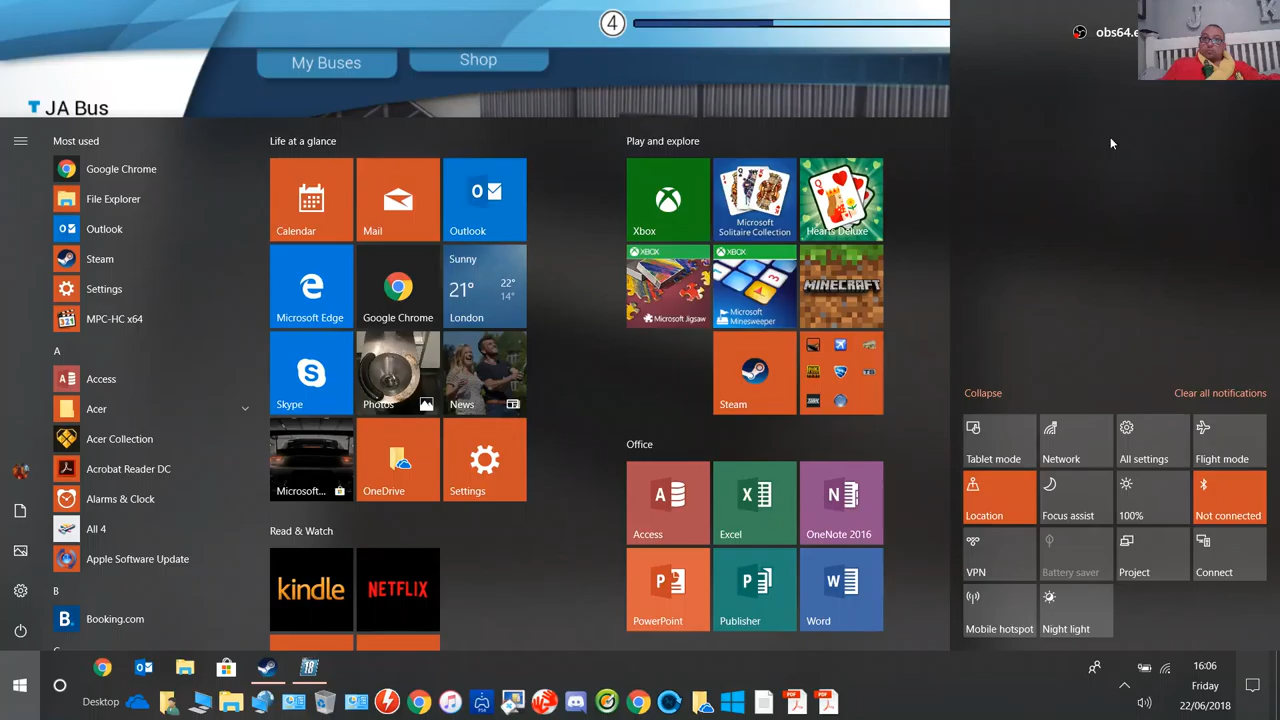 4
My Buses
Shop
JA Bus
obs64.e
Most used
Google Chrome
File Explorer
Outlook
Steam
Settings
MPC-HC x64
A
Access
Acer
Acer Collection
Acrobat Reader DC
Alarms & Clock
All 4
Apple Software Update
B
Booking.com
Life at a glance
Calendar
Mail
Outlook
Microsoft Edge
Google Chrome
Sunny
21°
22°
14°
London
Skype
Photos
News
Microsoft...
OneDrive
Settings
Read & Watch
kindle
NETFLIX
Play and explore
Xbox
Microsoft
Solitaire Collection
Hearts Deluxe
XBOX
Microsoft Jigsaw
XBOX
Microsoft
Minesweeper
MINECRAFT
Steam
Office
Access
Excel
OneNote 2016
PowerPoint
Publisher
Word
Collapse
Clear all notifications
Tablet mode
Network
All settings
Flight mode
Location
Focus assist
100%
Not connected
VPN
Battery saver
Project
Connect
Mobile hotspot
Night light
Desktop
16:06
Friday
22/06/2018